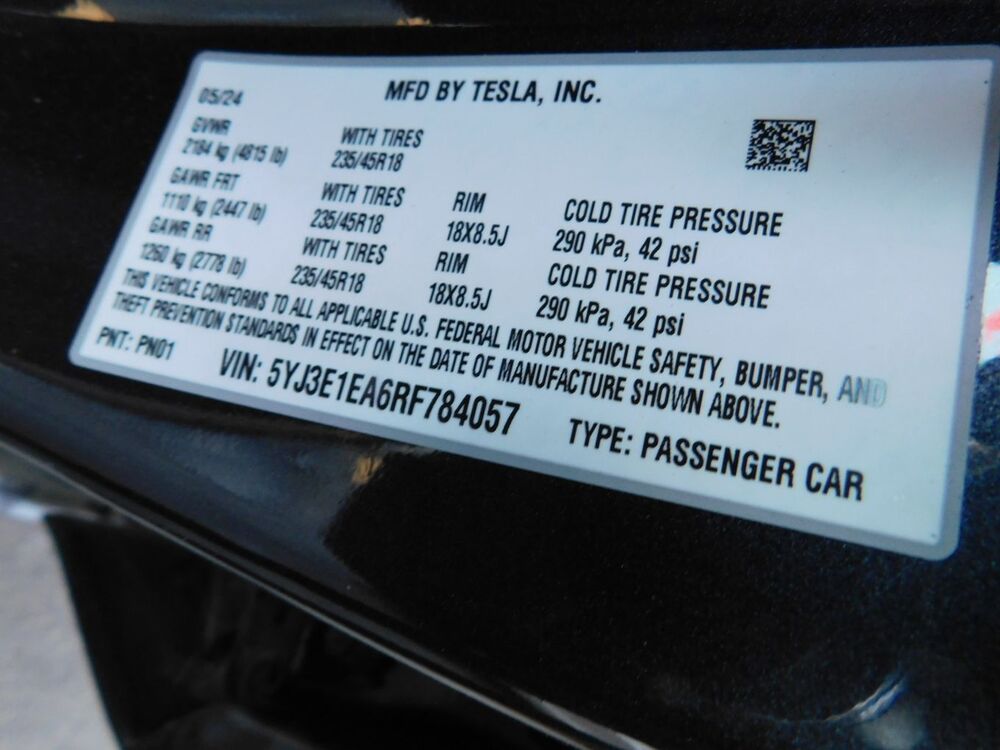 MFD BY TESLA, INC.
05/24
GVWR
2184 kg (4815 lb) WITH TIRES
235/45R18
GAWR FRT
1110 kg (2447 lb) WITH TIRES
235/45R18 RIM
18X8.5J COLD TIRE PRESSURE
290 kPa, 42 psi
GAWR RR
1260 kg (2778 lb) WITH TIRES
235/45R18 RIM
18X8.5J COLD TIRE PRESSURE
290 kPa, 42 psi
THIS VEHICLE CONFORMS TO ALL APPLICABLE U.S. FEDERAL MOTOR VEHICLE SAFETY, BUMPER, AND
THEFT PREVENTION STANDARDS IN EFFECT ON THE DATE OF MANUFACTURE SHOWN ABOVE.
PNT: PN01 VIN: 5YJ3E1EA6RF784057 TYPE: PASSENGER CAR